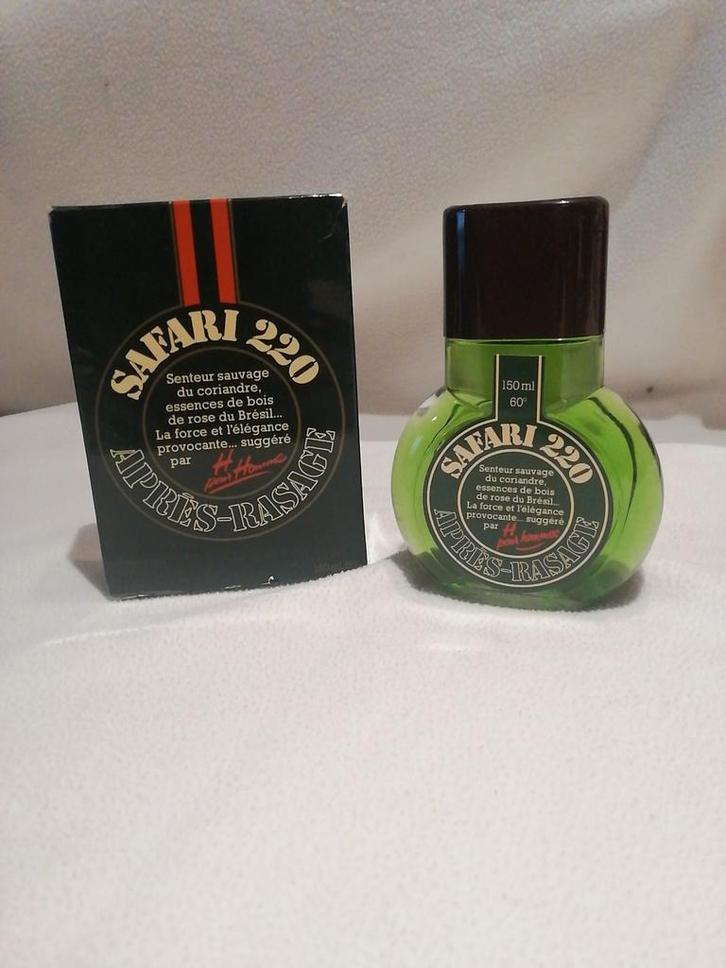 SAFARI 220
Senteur sauvage
du coriandre,
essences de bois
de rose du Brésil...
La force et l'élégance
provocante... suggéré
par H
pour Homme
APRÈS-RASAGE
150 ml
60°
SAFARI 220
Senteur sauvage
du coriandre,
essences de bois
de rose du Brésil...
La force et l'élégance
provocante... suggéré
par H
pour homme
APRÈS-RASAGE